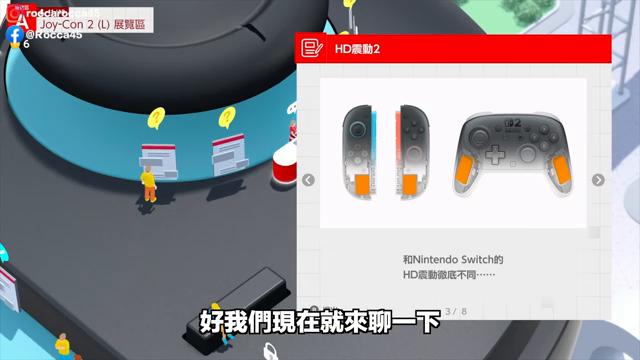 roccarocca45
Joy-Con 2 (L) 展覽區
@Rocca45
6
HD震動2
和Nintendo Switch的
HD震動徹底不同……
3 / 8
好我們現在就來聊一下